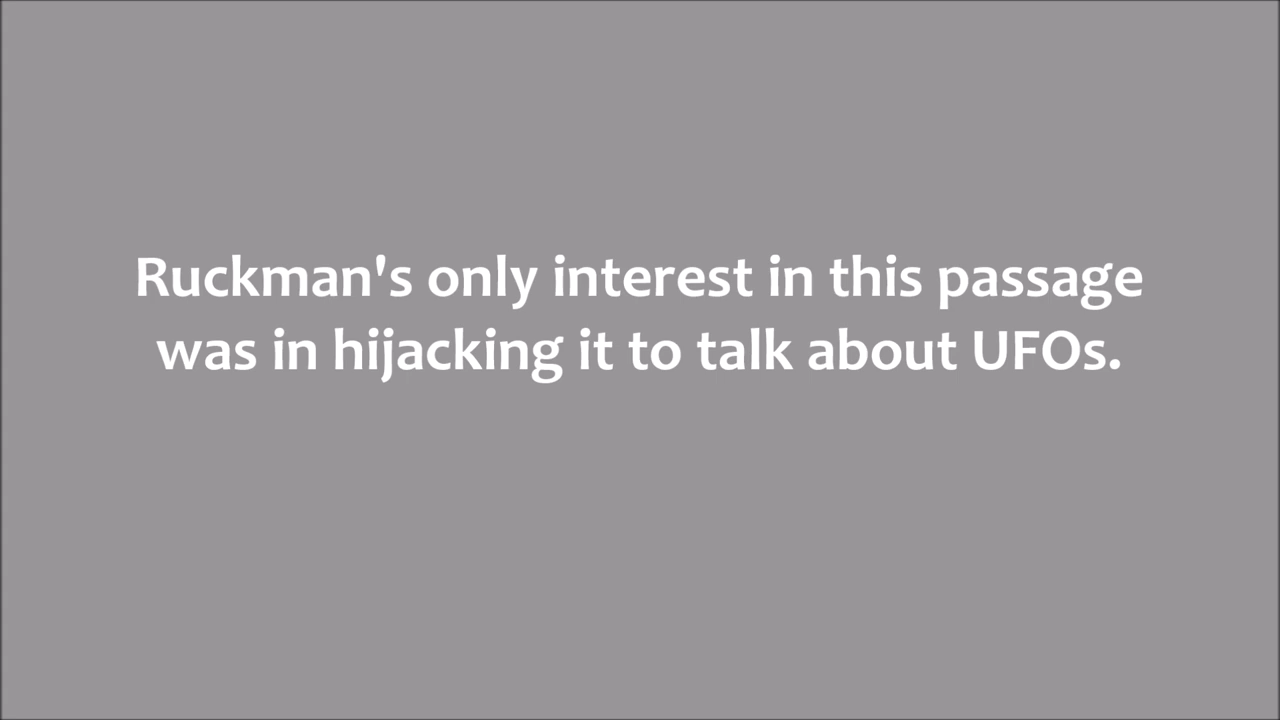 Ruckman's only interest in this passage
was in hijacking it to talk about UFOs.